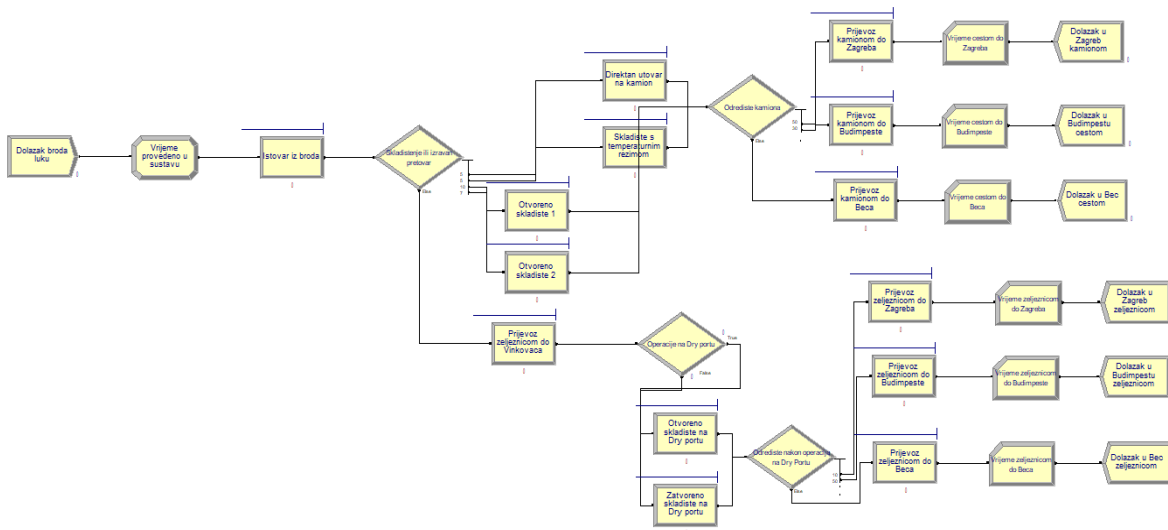 Dolazak broda
luku
Vrijeme
provedeno u
sustavu
Istovar iz broda
Skladistenje ili izravan
pretovar
Else
Direktan utovar
na kamion
Skladiste s
temperaturnim
rezimom
Otvoreno
skladiste 1
Otvoreno
skladiste 2
Odrediste kamiona
50
30
Else
Prijevoz
kamionom do
Zagreba
Vrijeme cestom do
Zagreba
Dolazak u
Zagreb
kamionom
Prijevoz
kamionom do
Budimpeste
Vrijeme cestom do
Budimpeste
Dolazak u
Budimpestu
cestom
Prijevoz
kamionom do
Beca
Vrijeme cestom do
Beca
Dolazak u Bec
cestom
Prijevoz
zeljeznicom do
Vinkovaca
Operacije na Dry portu
True
False
Otvoreno
skladiste na
Dry portu
Zatvoreno
skladiste na
Dry portu
Odrediste nakon operacija
na Dry Portu
10
50
Else
Prijevoz
zeljeznicom do
Zagreba
Vrijeme zeljeznicom
do Zagreba
Dolazak u
Zagreb
zeljeznicom
Prijevoz
zeljeznicom do
Budimpeste
Vrijeme zeljeznicom
do Budimpeste
Dolazak u
Budimpestu
zeljeznicom
Prijevoz
zeljeznicom do
Beca
Vrijeme zeljeznicom
do Beca
Dolazak u Bec
zeljeznicom